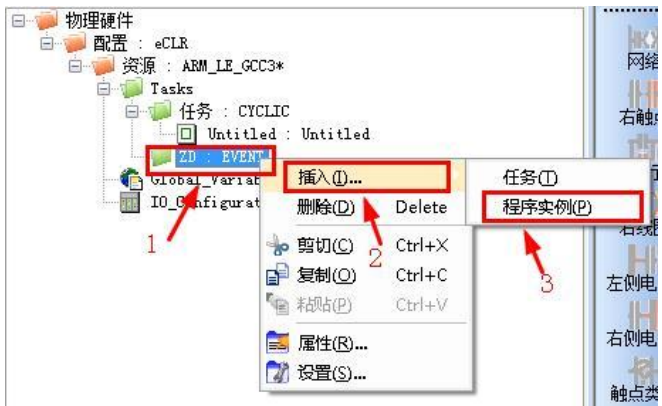 物理硬件
配置 : eCLR
资源 : ARM_LE_GCC3*
Tasks
任务 : CYCLIC
Untitled : Untitled
ZD : EVENT
Global_Variab
IO_Configurat
插入(I)...
删除(D) Delete
剪切(C) Ctrl+X
复制(O) Ctrl+C
粘贴(P) Ctrl+V
属性(R)...
设置(S)...
任务(T)
程序实例(P)
1
2
3
网络
右触点
右线圈
左侧电
右侧电
触点类